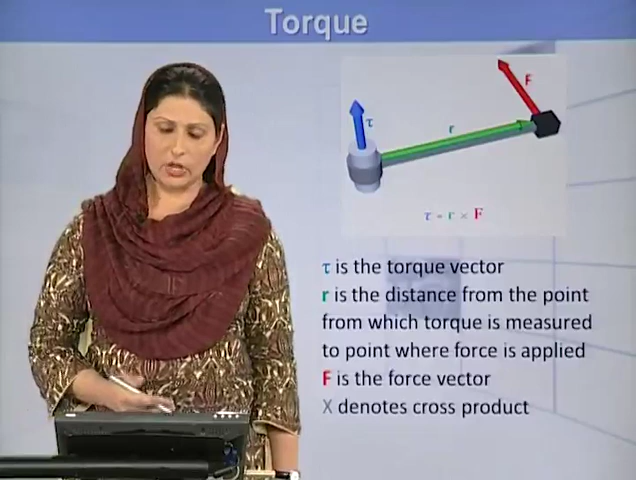 Torque
F
τ
r
τ = r × F
τ is the torque vector
r is the distance from the point
from which torque is measured
to point where force is applied
F is the force vector
X denotes cross product